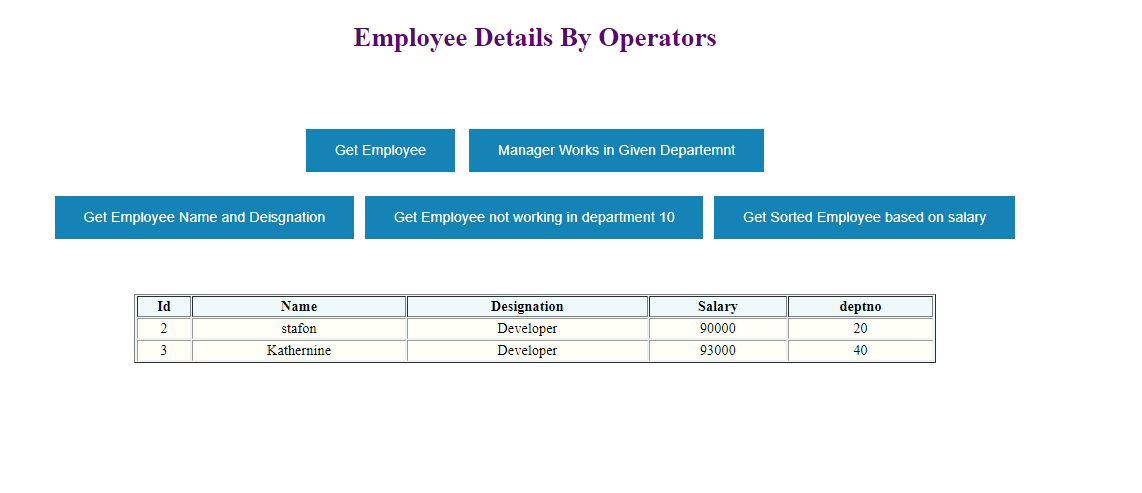 Employee Details By Operators
Get Employee Manager Works in Given Departemnt
Get Employee Name and Deisgnation Get Employee not working in department 10 Get Sorted Employee based on salary
Id Name Designation Salary deptno
2 stafon Developer 90000 20
3 Kathernine Developer 93000 40